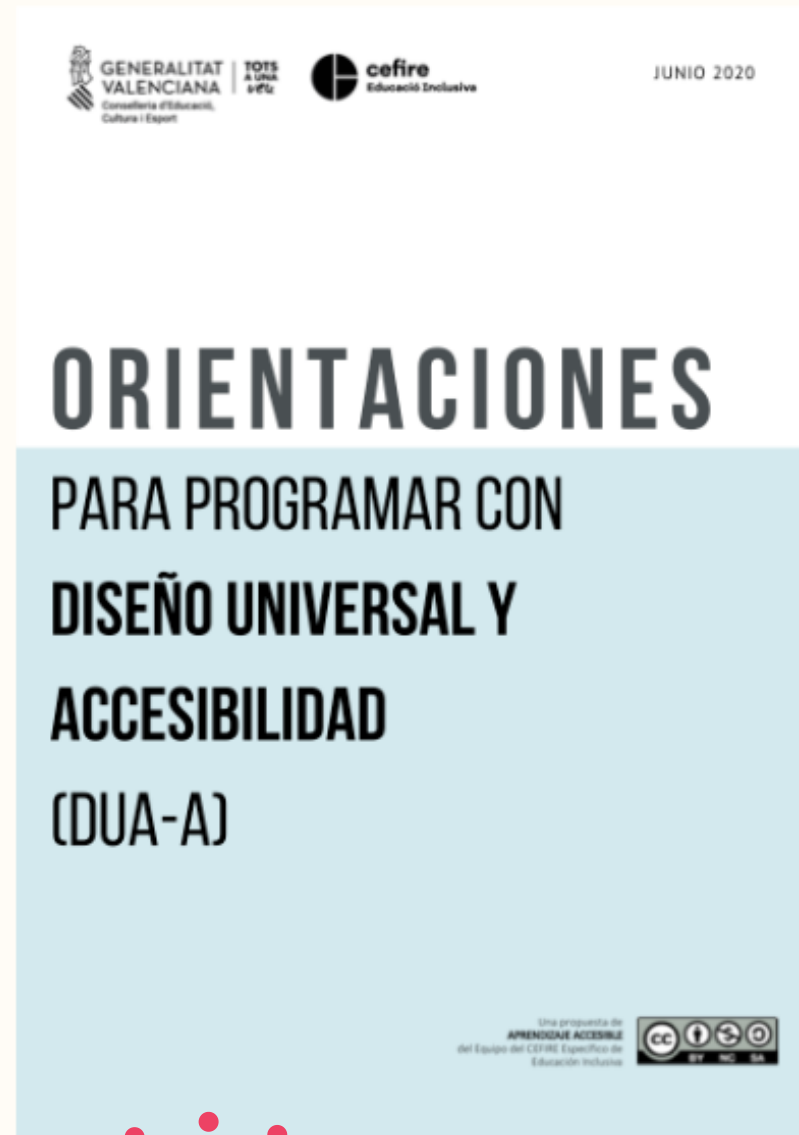 GENERALITAT
VALENCIANA
Conselleria d'Educació,
Cultura i Esport
TOTS
A UNA
veu
cefire
Educació Inclusiva
JUNIO 2020
ORIENTACIONES
PARA PROGRAMAR CON
DISEÑO UNIVERSAL Y
ACCESIBILIDAD
(DUA-A)
Una propuesta de
APRENDIZAJE ACCESIBLE
del Equipo del CEFIRE Específico de
Educación Inclusiva
cc
BY NC SA